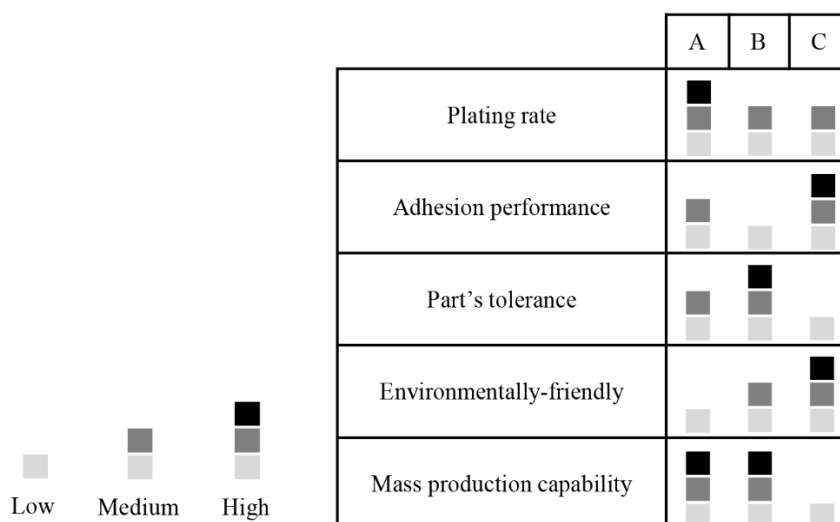 A B C
Plating rate
Adhesion performance
Part's tolerance
Environmentally-friendly
Mass production capability
Low Medium High